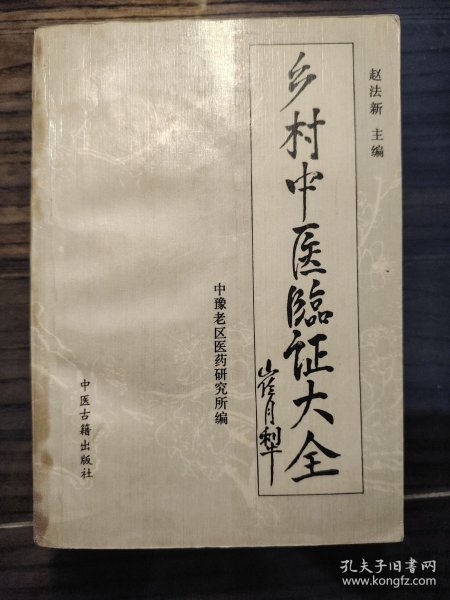 赵法新 主编
乡村中医临证大全
崔月犁
中豫老区医药研究所编
中医古籍出版社
孔夫子旧书网
www.kongfz.com